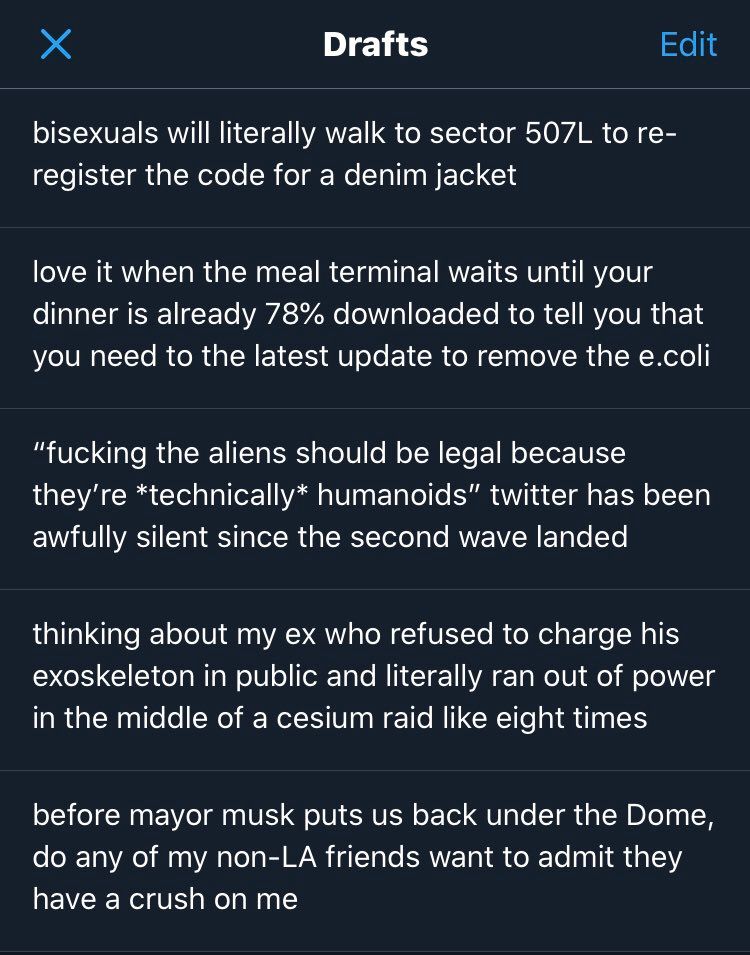 Drafts
Edit
bisexuals will literally walk to sector 507L to re-
register the code for a denim jacket
love it when the meal terminal waits until your
dinner is already 78% downloaded to tell you that
you need to the latest update to remove the e.coli
“fucking the aliens should be legal because
they’re *technically* humanoids” twitter has been
awfully silent since the second wave landed
thinking about my ex who refused to charge his
exoskeleton in public and literally ran out of power
in the middle of a cesium raid like eight times
before mayor musk puts us back under the Dome,
do any of my non-LA friends want to admit they
have a crush on me